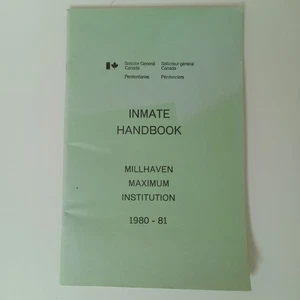 Solicitor General Solliciteur général
Canada Canada
Penitentiaries Pénitenciers
INMATE
HANDBOOK
MILLHAVEN
MAXIMUM
INSTITUTION
1980 - 81